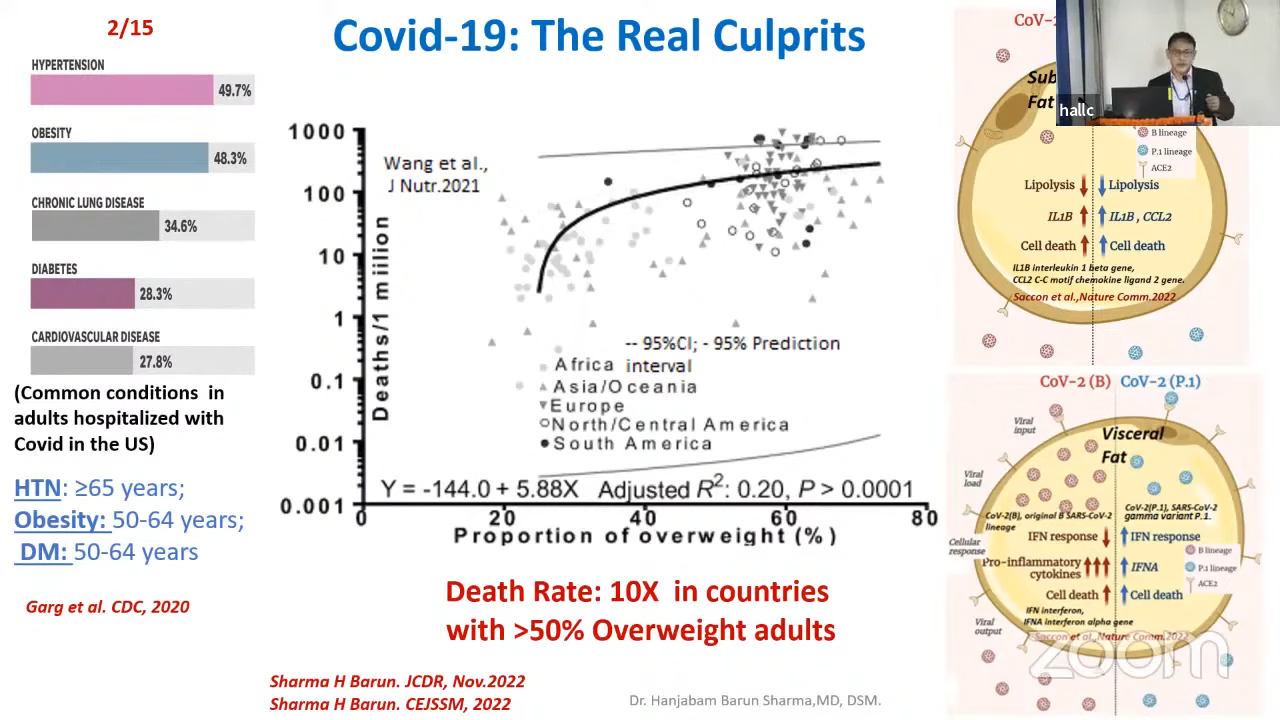 2/15
Covid-19: The Real Culprits
HYPERTENSION
49.7%
OBESITY
48.3%
CHRONIC LUNG DISEASE
34.6%
DIABETES
28.3%
CARDIOVASCULAR DISEASE
27.8%
(Common conditions in
adults hospitalized with
Covid in the US)
HTN: ≥65 years;
Obesity: 50-64 years;
DM: 50-64 years
Garg et al. CDC, 2020
1000
100
10
1
0.1
0.01
0.001
Deaths/1 miilion
Wang et al.,
J Nutr.2021
-- 95%CI; - 95% Prediction
interval
Africa
Asia/Oceania
Europe
North/Central America
South America
Y = -144.0 + 5.88X Adjusted R²: 0.20, P > 0.0001
0 20 40 60 80
Proportion of overweight (%)
Death Rate: 10X in countries
with >50% Overweight adults
Sharma H Barun. JCDR, Nov.2022
Sharma H Barun. CEJSSM, 2022
Dr. Hanjabam Barun Sharma,MD, DSM.
CoV-2
Sub
Fat
hallc
B lineage
P.1 lineage
ACE2
Lipolysis Lipolysis
IL1B IL1B , CCL2
Cell death Cell death
IL1B interleukin 1 beta gene,
CCL2 C-C motif chemokine ligand 2 gene.
Saccon et al.,Nature Comm.2022
CoV-2 (B) CoV-2 (P.1)
Viral
input
Visceral
Fat
Viral
load
CoV-2(B), original B SARS-CoV-2
lineage
CoV-2(P.1), SARS-CoV-2
gamma variant P.1.
Cellular
response
IFN response IFN response
Pro-inflammatory
cytokines
IFNA
Cell death Cell death
B lineage
P.1 lineage
ACE2
IFN interferon,
IFNA interferon alpha gene
Viral
output
Saccon et al.,Nature Comm.2022
zoom